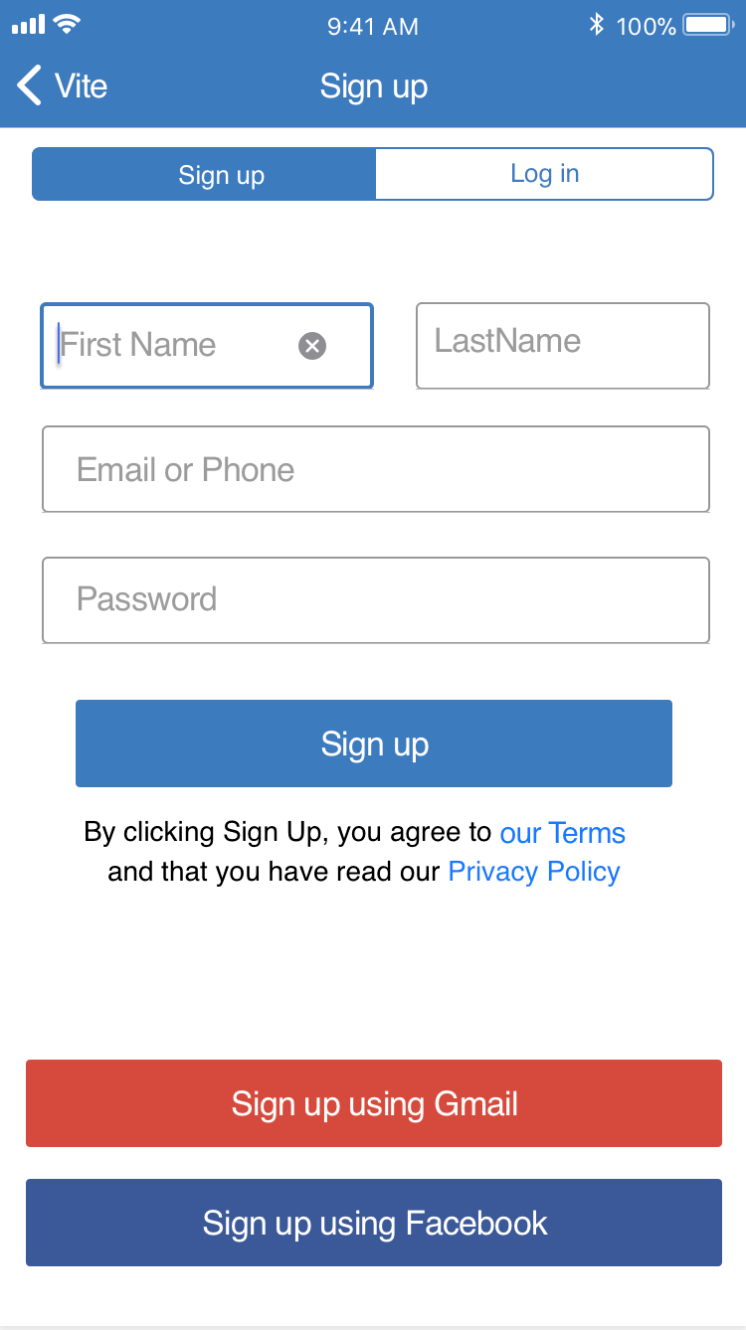 9:41 AM 100%
Vite Sign up
Sign up Log in
First Name LastName
Email or Phone
Password
Sign up
By clicking Sign Up, you agree to our Terms
and that you have read our Privacy Policy
Sign up using Gmail
Sign up using Facebook